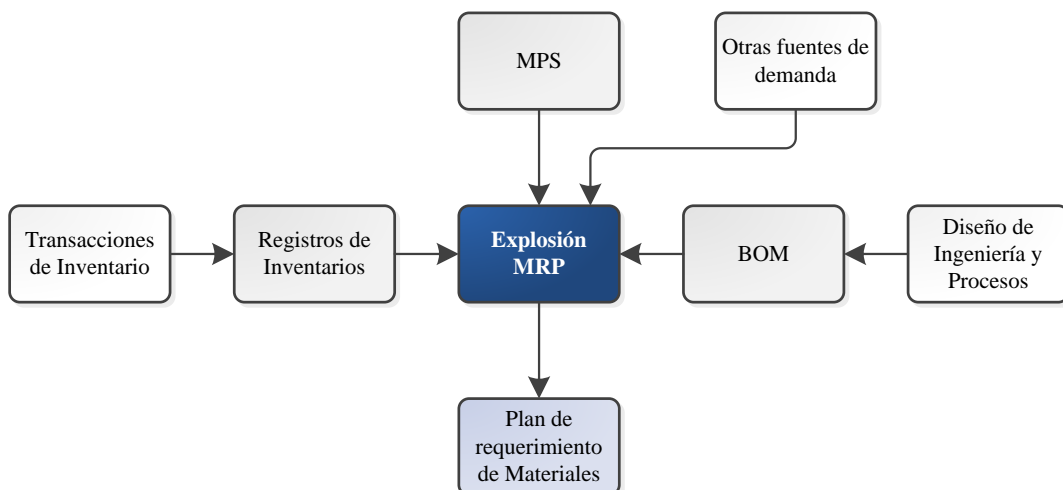 MPS
Otras fuentes de
demanda
Transacciones
de Inventario
Registros de
Inventarios
Explosión
MRP
BOM
Diseño de
Ingeniería y
Procesos
Plan de
requerimiento
de Materiales